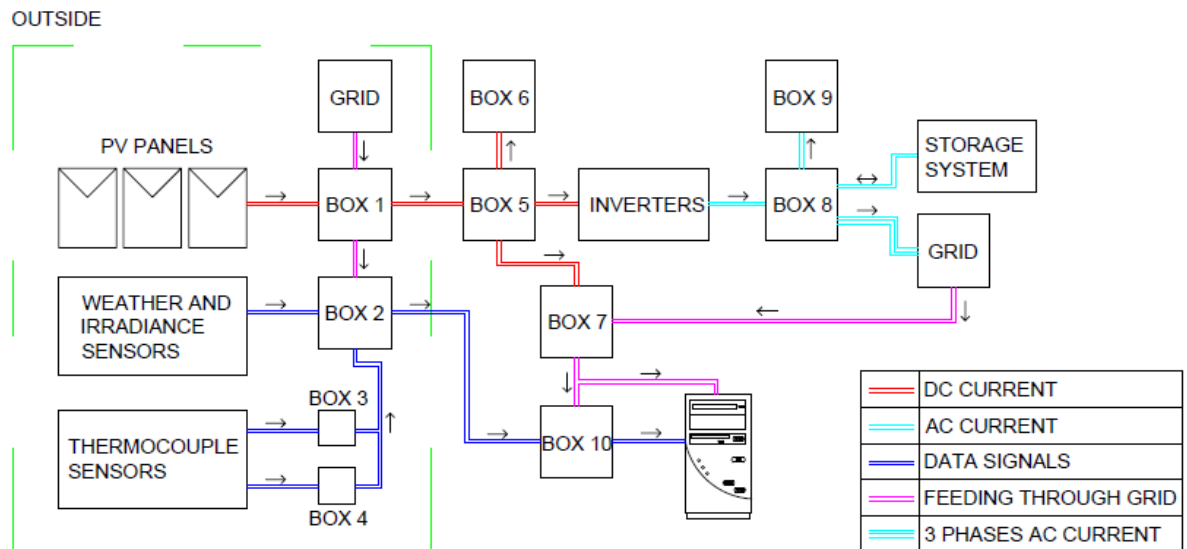 OUTSIDE
GRID
BOX 6
BOX 9
PV PANELS
STORAGE
SYSTEM
BOX 1
BOX 5
INVERTERS
BOX 8
GRID
WEATHER AND
IRRADIANCE
SENSORS
BOX 2
BOX 7
BOX 3
THERMOCOUPLE
SENSORS
BOX 10
BOX 4
DC CURRENT
AC CURRENT
DATA SIGNALS
FEEDING THROUGH GRID
3 PHASES AC CURRENT